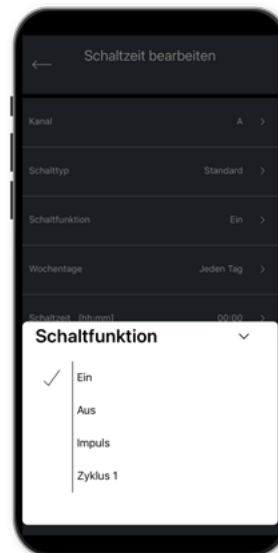 Schaltzeit bearbeiten
Kanal A
Schalttyp Standard
Schaltfunktion Ein
Wochentage Jeden Tag
Schaltzeit [hh:mm] 00:00
Schaltfunktion
Ein
Aus
Impuls
Zyklus 1